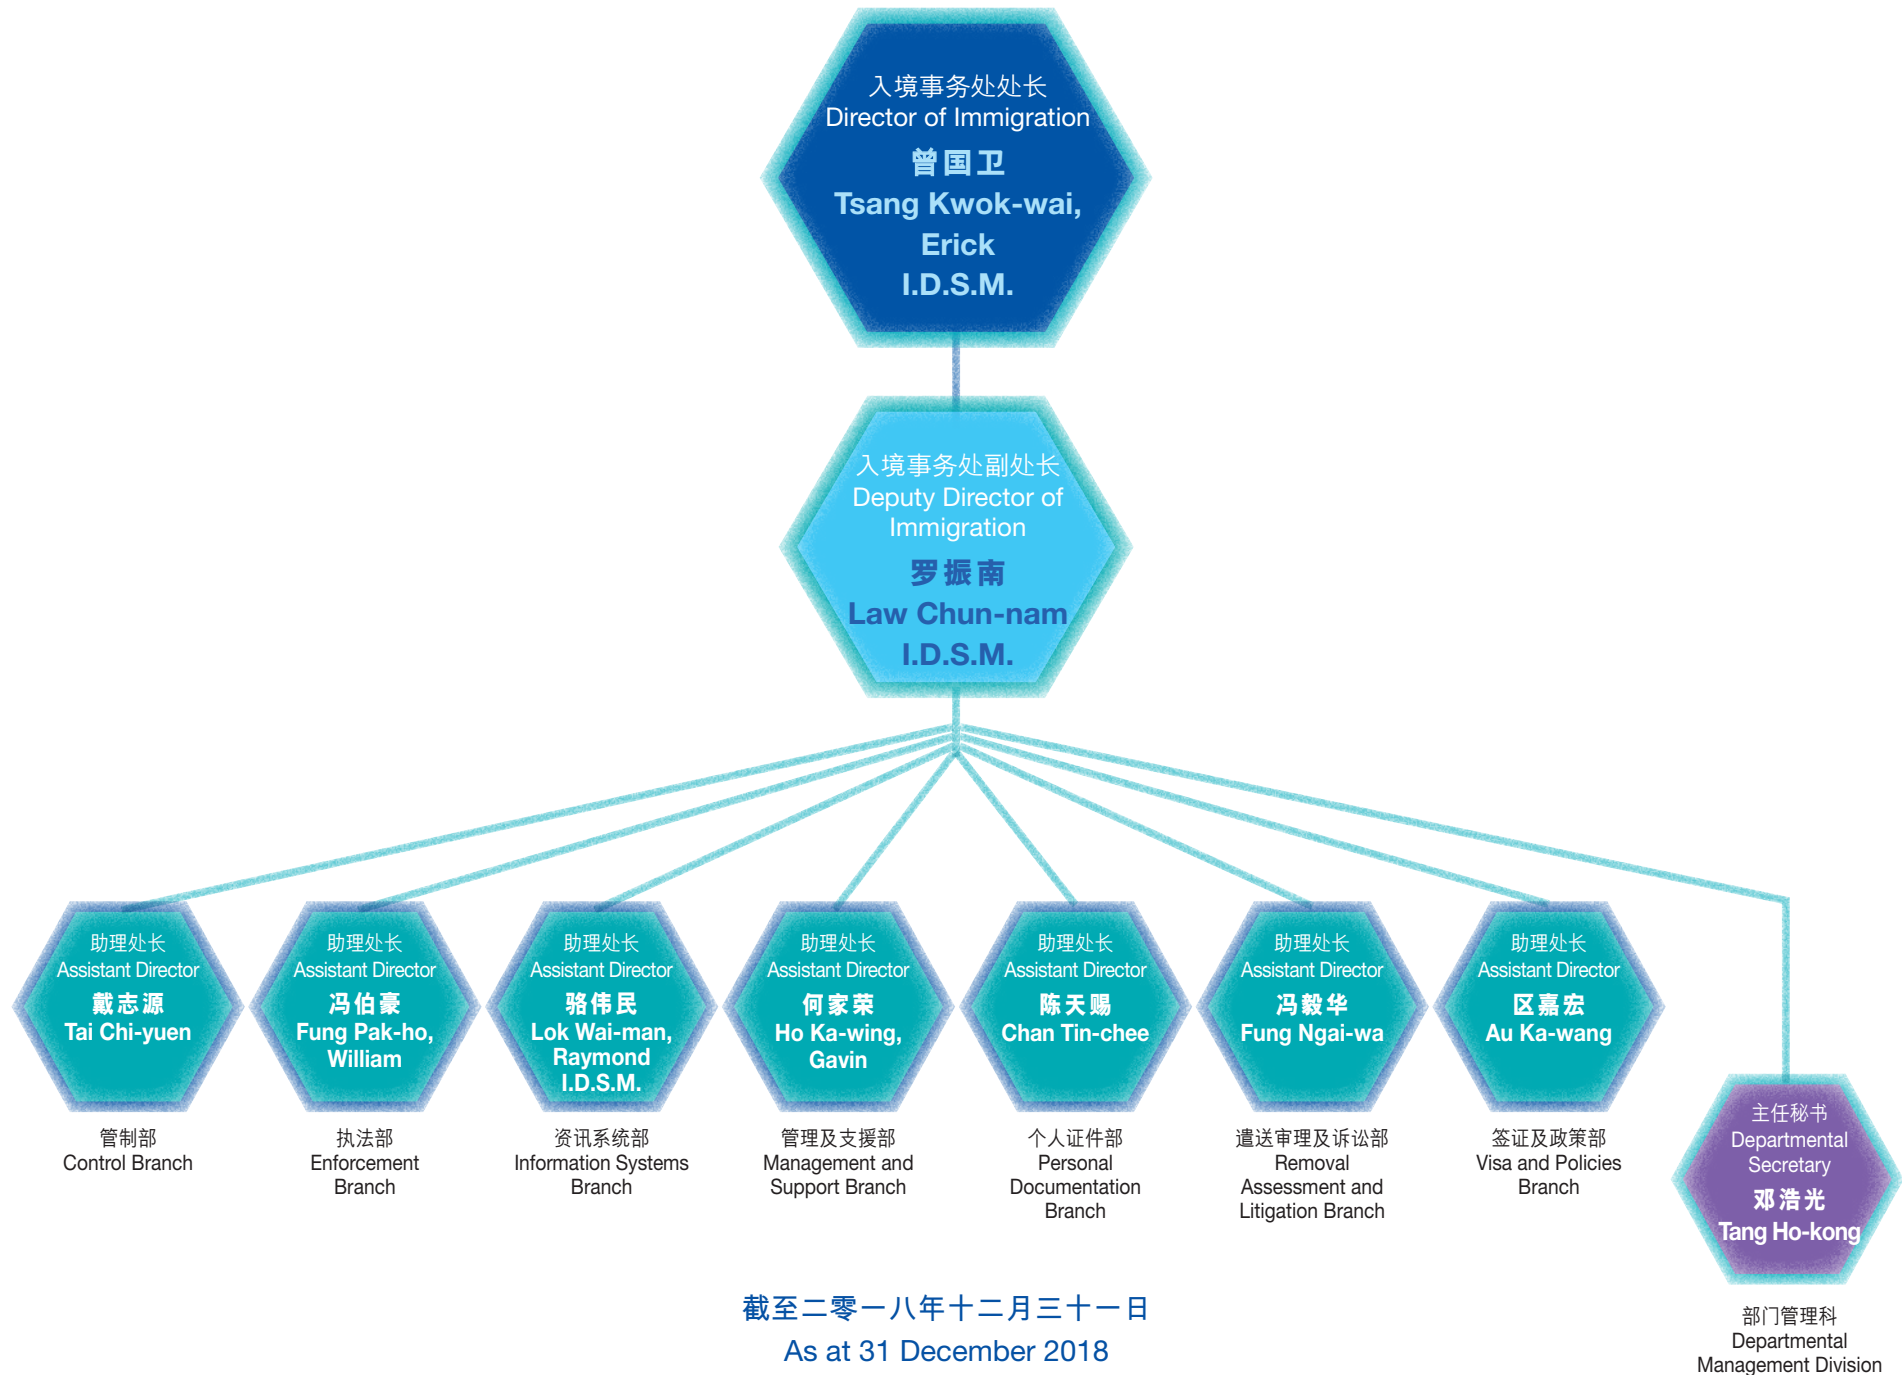 入境事务处处长
Director of Immigration
曾国卫
Tsang Kwok-wai,
Erick
I.D.S.M.
入境事务处副处长
Deputy Director of
Immigration
罗振南
Law Chun-nam
I.D.S.M.
助理处长
Assistant Director
戴志源
Tai Chi-yuen
管制部
Control Branch
助理处长
Assistant Director
冯伯豪
Fung Pak-ho,
William
执法部
Enforcement
Branch
助理处长
Assistant Director
骆伟民
Lok Wai-man,
Raymond
I.D.S.M.
资讯系统部
Information Systems
Branch
助理处长
Assistant Director
何家荣
Ho Ka-wing,
Gavin
管理及支援部
Management and
Support Branch
助理处长
Assistant Director
陈天赐
Chan Tin-chee
个人证件部
Personal
Documentation
Branch
助理处长
Assistant Director
冯毅华
Fung Ngai-wa
遣送审理及诉讼部
Removal
Assessment and
Litigation Branch
助理处长
Assistant Director
区嘉宏
Au Ka-wang
签证及政策部
Visa and Policies
Branch
主任秘书
Departmental
Secretary
邓浩光
Tang Ho-kong
部门管理科
Departmental
Management Division
截至二零一八年十二月三十一日
As at 31 December 2018